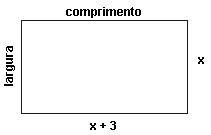 comprimento
largura
x
x + 3